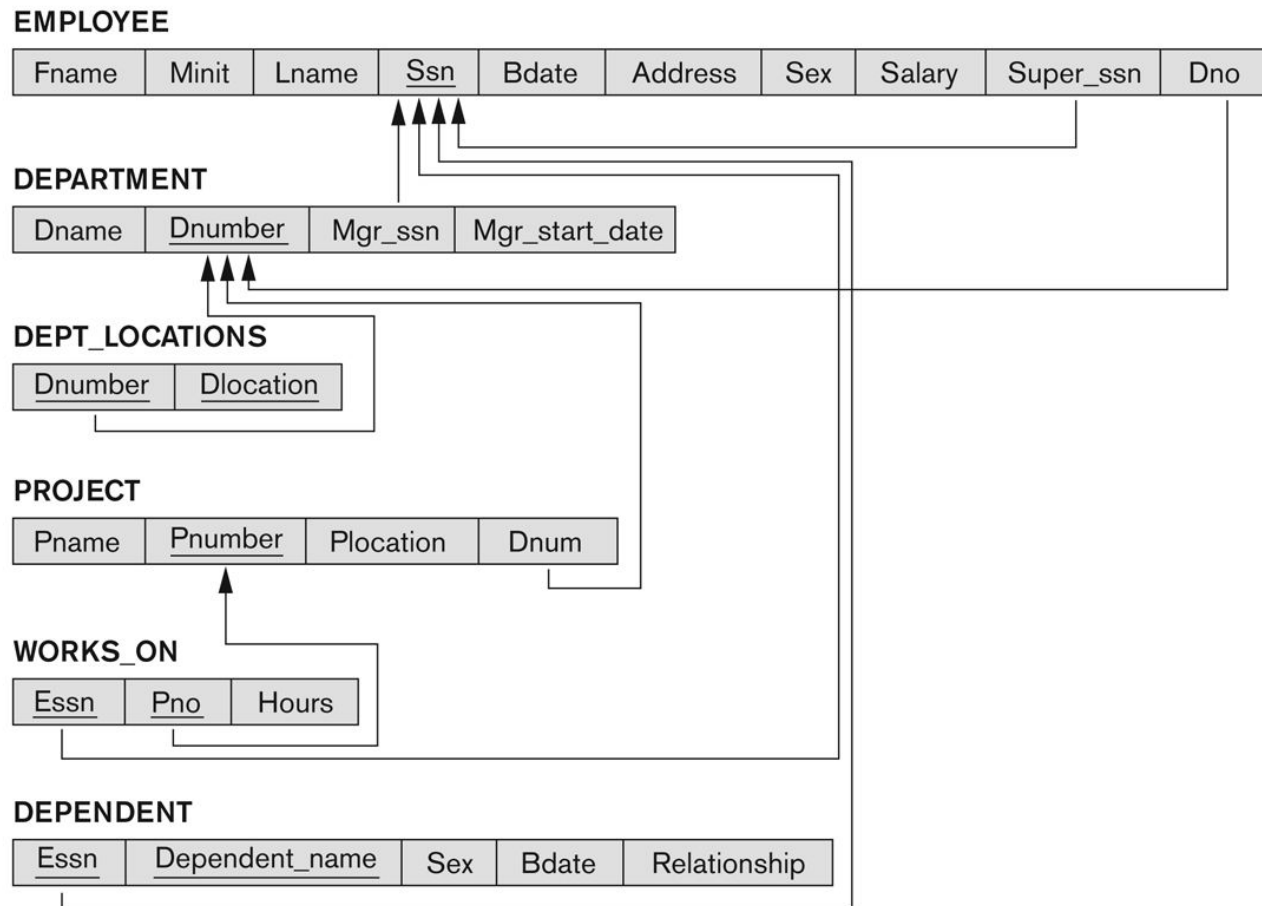 EMPLOYEE
Fname Minit Lname Ssn Bdate Address Sex Salary Super_ssn Dno
DEPARTMENT
Dname Dnumber Mgr_ssn Mgr_start_date
DEPT_LOCATIONS
Dnumber Dlocation
PROJECT
Pname Pnumber Plocation Dnum
WORKS_ON
Essn Pno Hours
DEPENDENT
Essn Dependent_name Sex Bdate Relationship